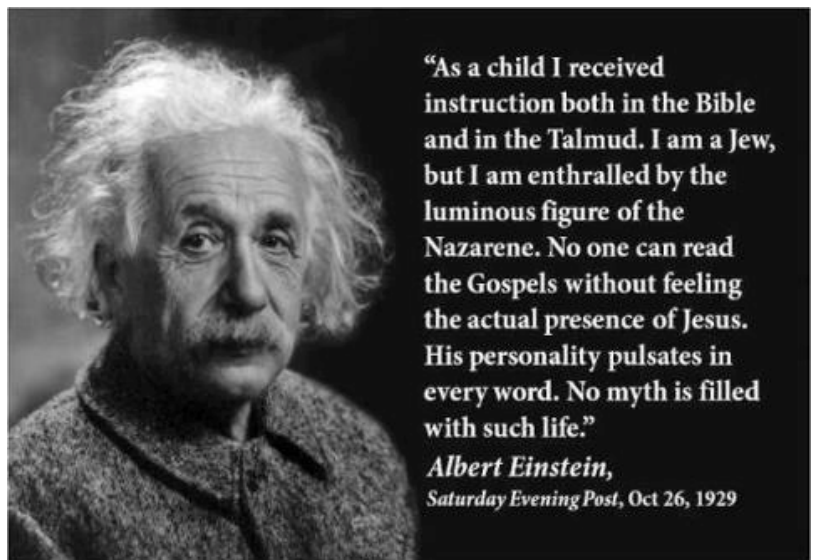 “As a child I received
instruction both in the Bible
and in the Talmud. I am a Jew,
but I am enthralled by the
luminous figure of the
Nazarene. No one can read
the Gospels without feeling
the actual presence of Jesus.
His personality pulsates in
every word. No myth is filled
with such life.”
Albert Einstein,
Saturday Evening Post, Oct 26, 1929